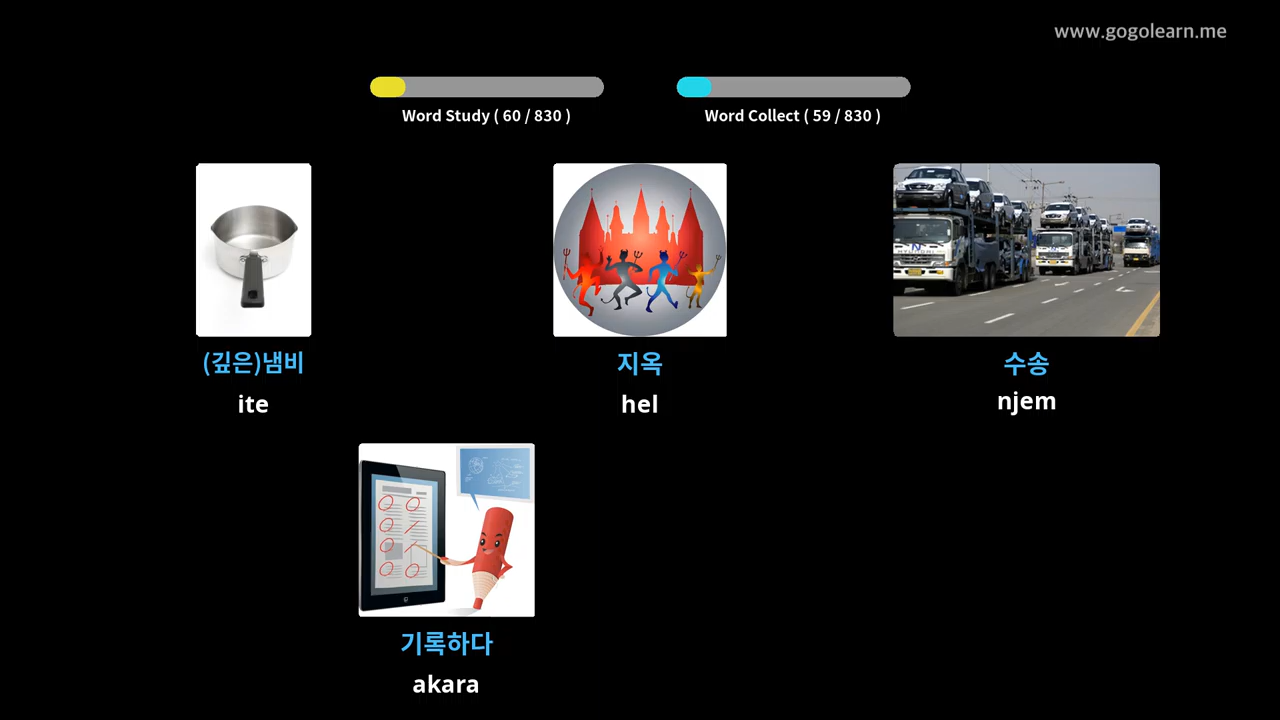 www.gogolearn.me
Word Study ( 60 / 830 )
Word Collect ( 59 / 830 )
(깊은)냄비
ite
지옥
hel
수송
njem
기록하다
akara